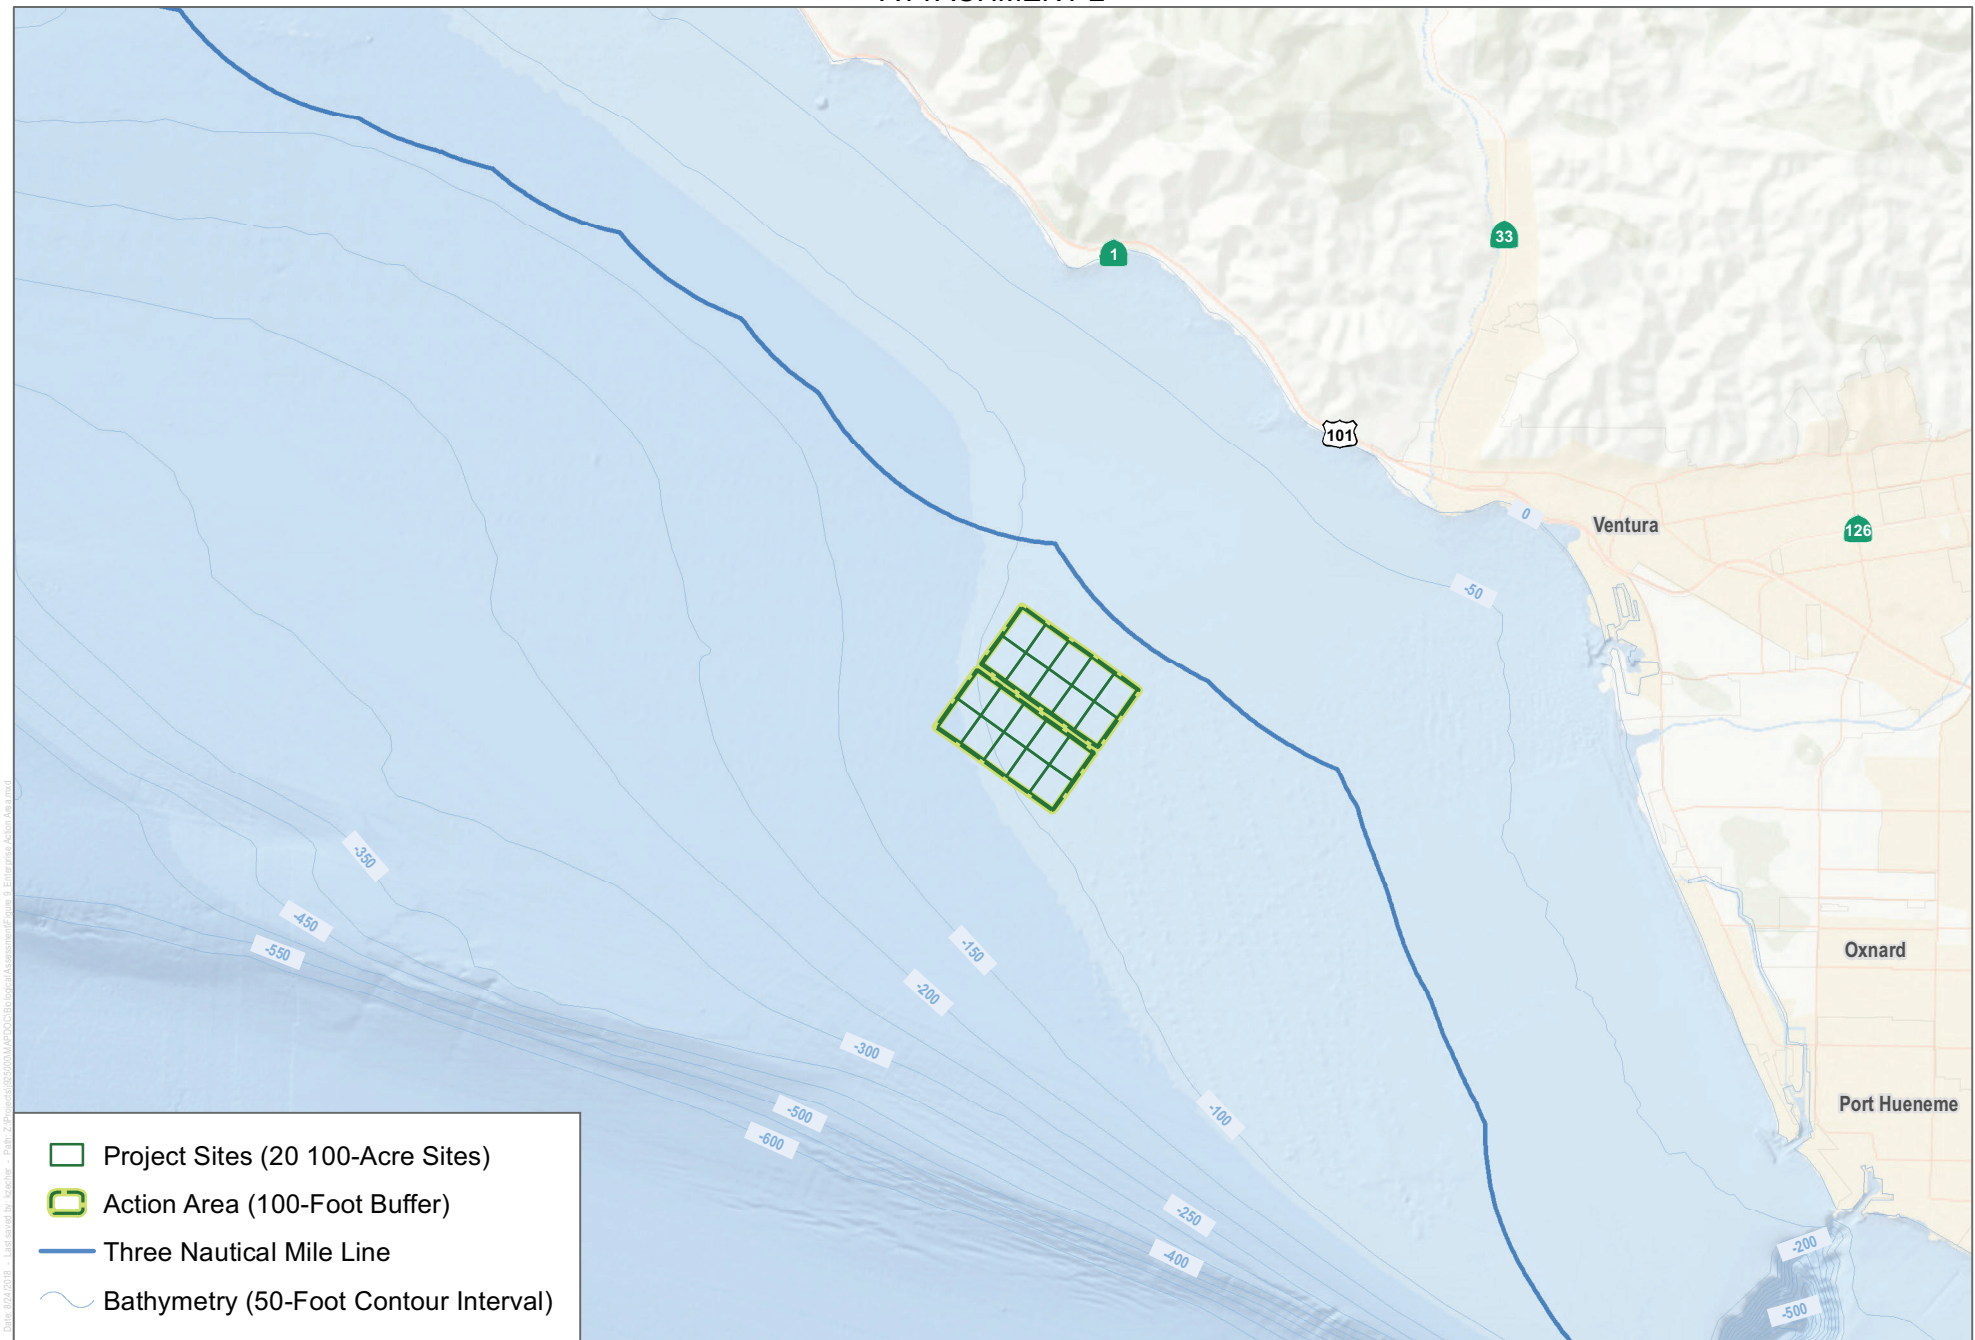 1
33
101
0
Ventura
126
-50
-350
-450
-550
-150
-200
Oxnard
-300
-500
-600
-100
Port Hueneme
-250
-400
-200
-500
Project Sites (20 100-Acre Sites)
Action Area (100-Foot Buffer)
Three Nautical Mile Line
Bathymetry (50-Foot Contour Interval)